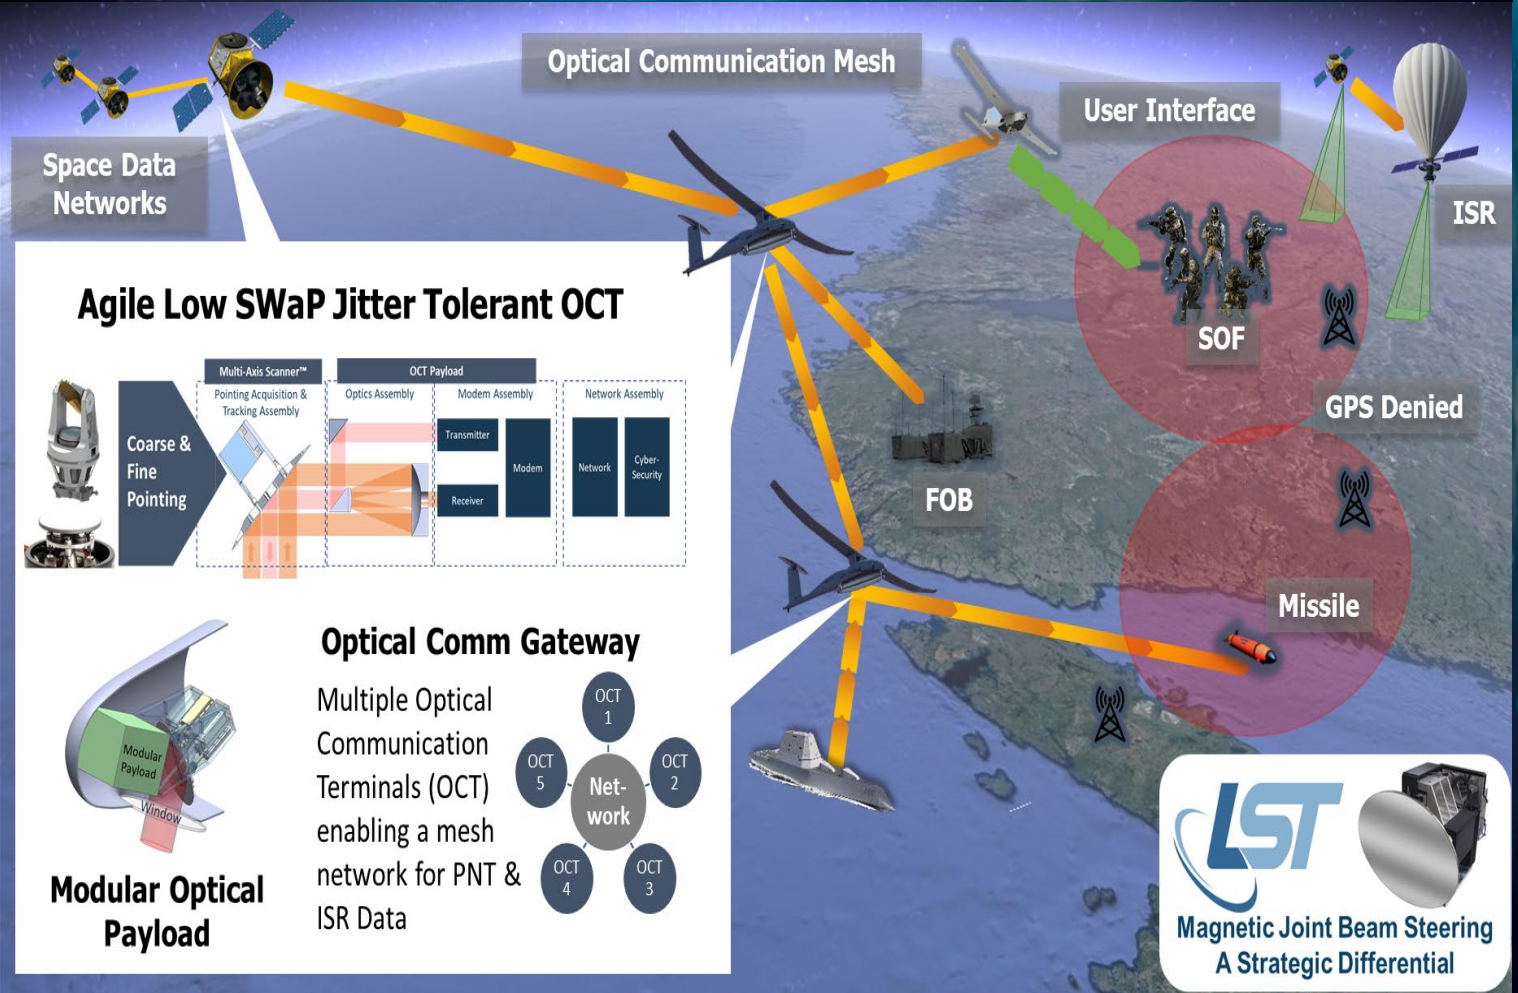 Optical Communication Mesh
User Interface
Space Data
Networks
ISR
SOF
GPS Denied
FOB
Missile
Agile Low SWaP Jitter Tolerant OCT
Multi-Axis Scanner™
OCT Payload
Pointing Acquisition &
Tracking Assembly
Optics Assembly
Modem Assembly
Network Assembly
Coarse &
Fine
Pointing
Transmitter
Receiver
Modem
Network
Cyber-
Security
Modular
Payload
Window
Modular Optical
Payload
Optical Comm Gateway
Multiple Optical
Communication
Terminals (OCT)
enabling a mesh
network for PNT &
ISR Data
OCT
1
OCT
2
OCT
3
OCT
4
OCT
5
Net-
work
LST
Magnetic Joint Beam Steering
A Strategic Differential